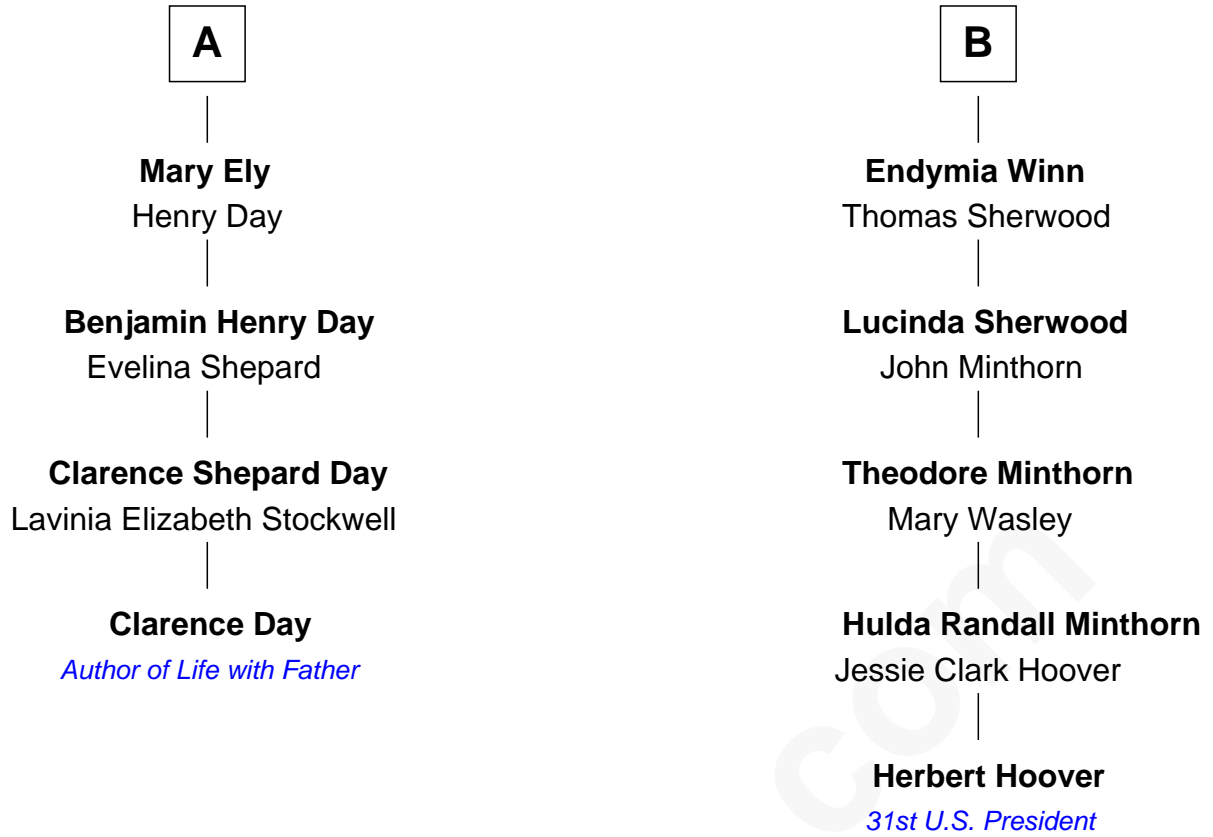 A
Mary Ely
Henry Day
Benjamin Henry Day
Evelina Shepard
Clarence Shepard Day
Lavinia Elizabeth Stockwell
Clarence Day
Author of Life with Father
B
Endymia Winn
Thomas Sherwood
Lucinda Sherwood
John Minthorn
Theodore Minthorn
Mary Wasley
Hulda Randall Minthorn
Jessie Clark Hoover
Herbert Hoover
31st U.S. President
com